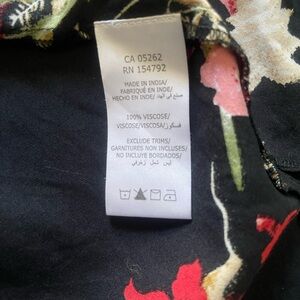 CA 05262
RN 154792
MADE IN INDIA/
FABRIQUÉ EN INDE/
HECHO EN INDE/ صنع في الهند
100% VISCOSE/
VISCOSE/VISCOSA/ فسكوز
EXCLUDE TRIMS/
GARNITURES NON INCLUSES/
NO INCLUYE BORDADOS/